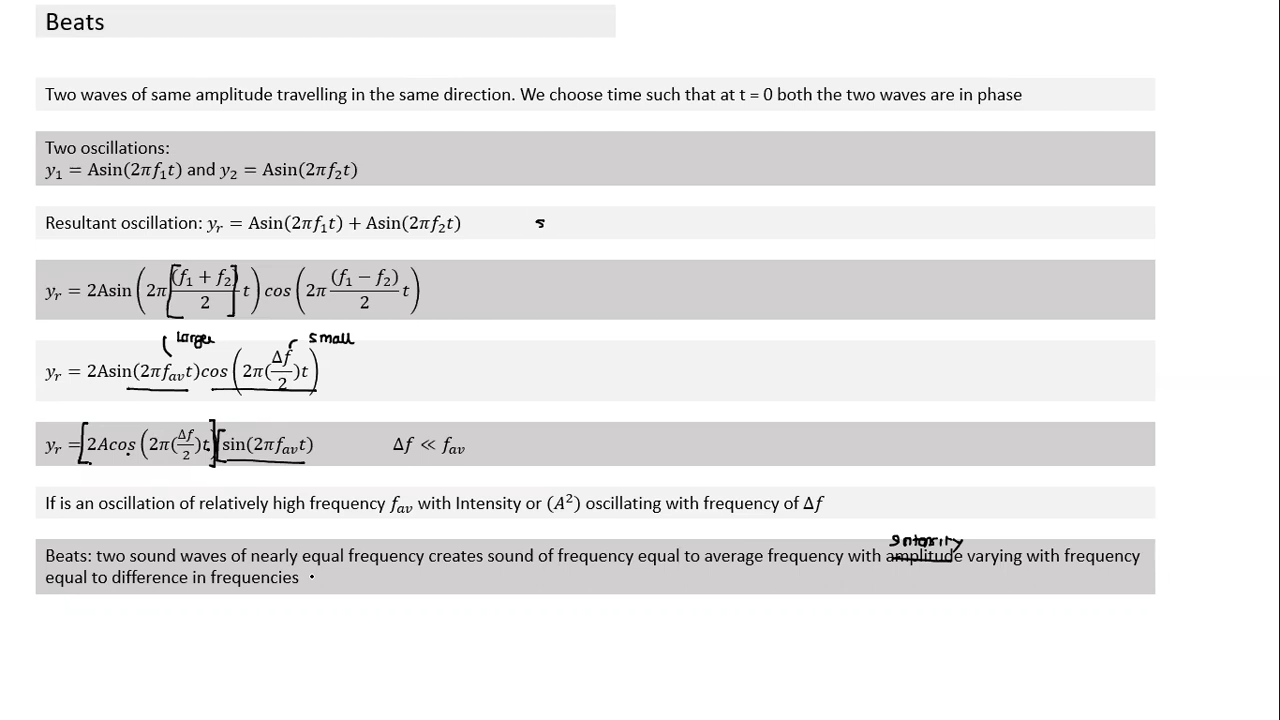 Beats
Two waves of same amplitude travelling in the same direction. We choose time such that at t = 0 both the two waves are in phase
Two oscillations:
y₁ = Asin(2πf₁t) and y₂ = Asin(2πf₂t)
Resultant oscillation: yᵣ = Asin(2πf₁t) + Asin(2πf₂t) s
yᵣ = 2Asin(2π[(f₁ + f₂)/2]t) cos(2π(f₁ − f₂)/2 t)
larger small
yᵣ = 2Asin(2πf_av t)cos(2π(Δf/2)t)
yᵣ = [2Acos(2π(Δf/2)t)][sin(2πf_av t) Δf ≪ f_av
If is an oscillation of relatively high frequency f_av with Intensity or (A²) oscillating with frequency of Δf
Intensity
Beats: two sound waves of nearly equal frequency creates sound of frequency equal to average frequency with amplitude varying with frequency
equal to difference in frequencies